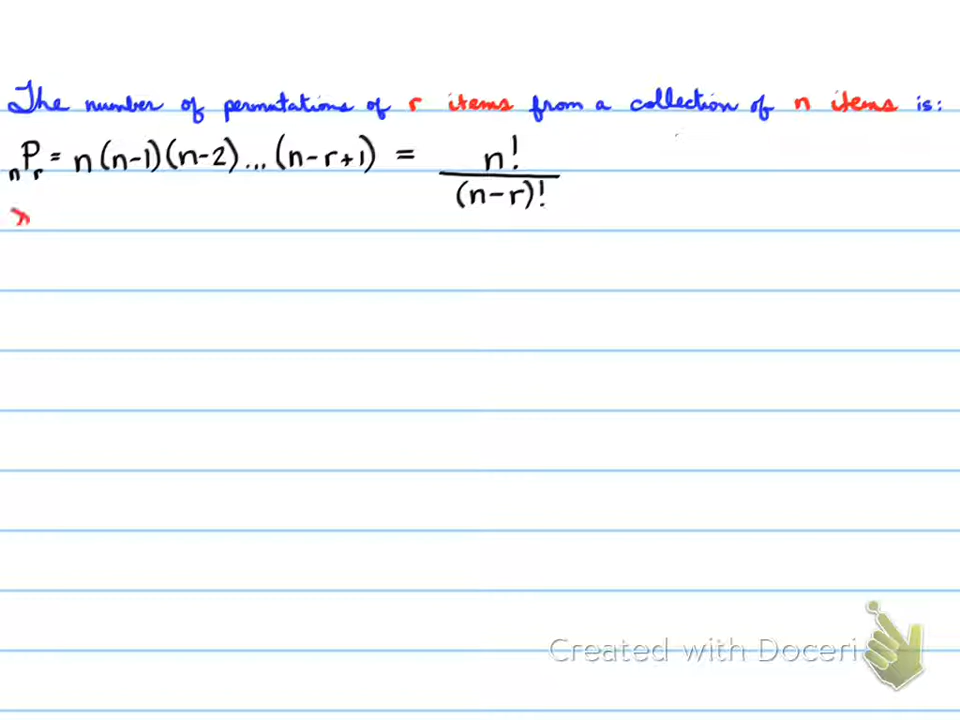 The number of permutations of r items from a collection of n items is:
nPr = n(n-1)(n-2)...(n-r+1) = n!/(n-r)!
Created with Doceri